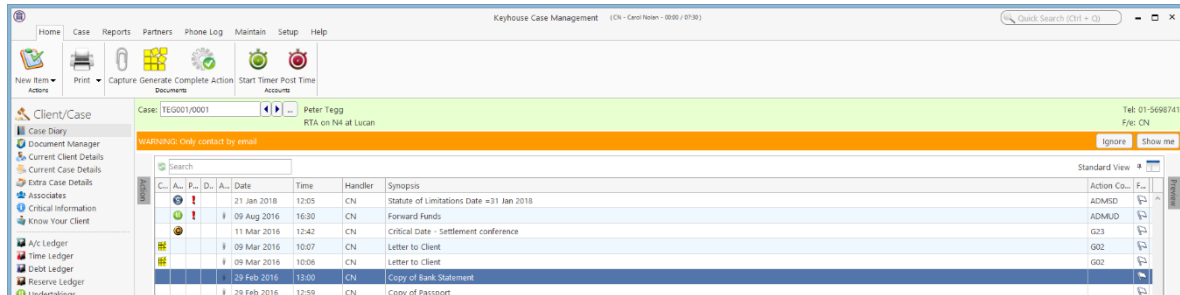 Keyhouse Case Management (CN - Carol Nolan - 00:00 / 07:30)
Quick Search (Ctrl + Q)
Home Case Reports Partners Phone Log Maintain Setup Help
New Item Print Capture Generate Complete Action Start Timer Post Time
Actions Documents Accounts
Client/Case
Case Diary
Document Manager
Current Client Details
Current Case Details
Extra Case Details
Associates
Critical Information
Know Your Client
A/c Ledger
Time Ledger
Debt Ledger
Reserve Ledger
Undertakings
Case: TEG001/0001 ... Peter Tegg Tel: 01-5698741
RTA on N4 at Lucan F/e: CN
WARNING: Only contact by email Ignore Show me
Search Standard View
Action
Preview
C... A... P... D.. A... Date Time Handler Synopsis Action Co... F...
21 Jan 2018 12:05 CN Statute of Limitations Date =31 Jan 2018 ADMSD
09 Aug 2016 16:30 CN Forward Funds ADMUD
11 Mar 2016 12:42 CN Critical Date - Settlement conference G23
09 Mar 2016 10:07 CN Letter to Client G02
09 Mar 2016 10:06 CN Letter to Client G02
29 Feb 2016 13:00 CN Copy of Bank Statement
29 Feb 2016 12:59 CN Copy of Passport